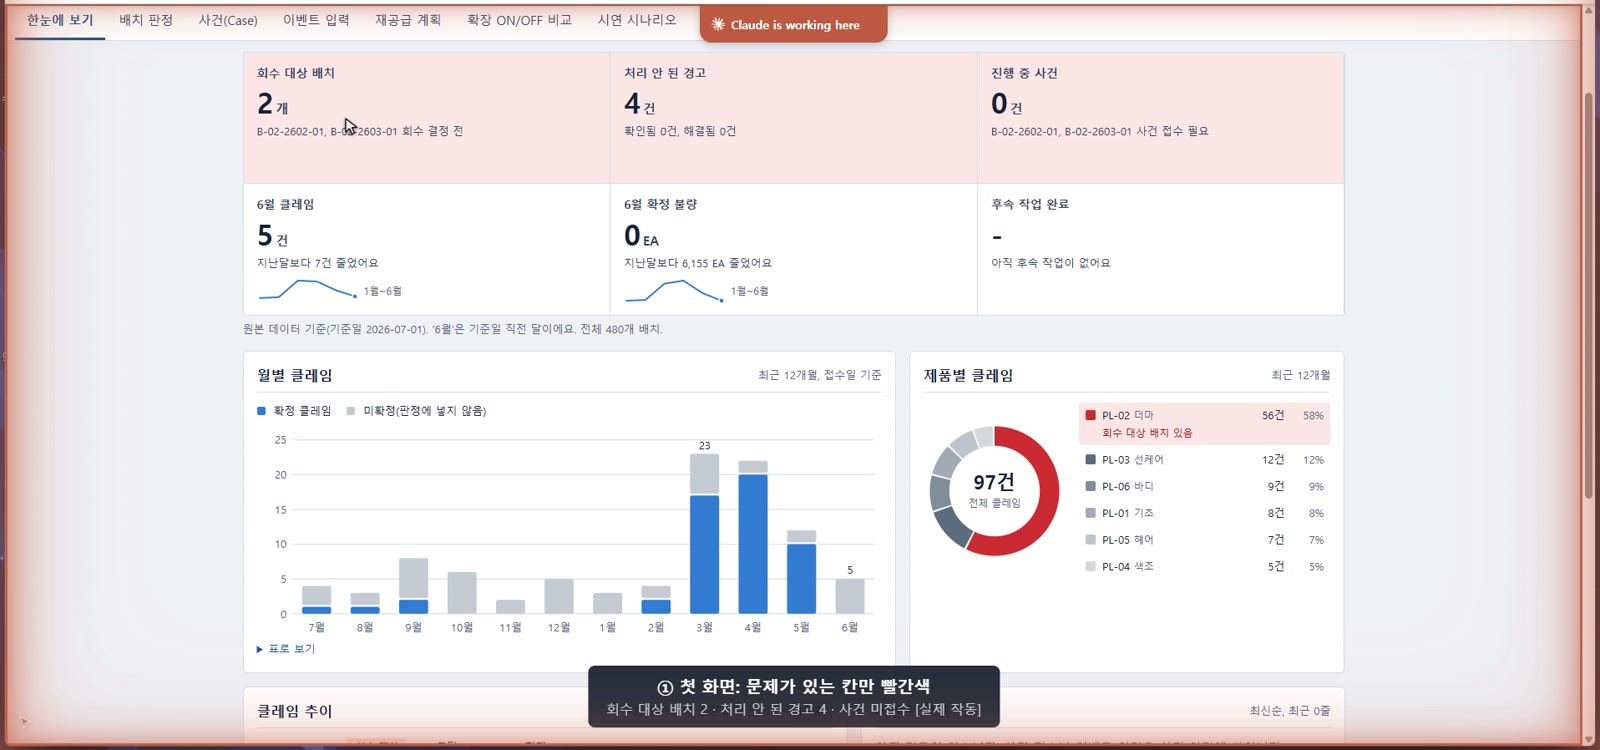 한눈에 보기 배치 판정 사건(Case) 이벤트 입력 재공급 계획 확장 ON/OFF 비교 시연 시나리오
Claude is working here
회수 대상 배치
2 개
B-02-2602-01, B-02-2603-01 회수 결정 전
처리 안 된 경고
4 건
확인됨 0건, 해결됨 0건
진행 중 사건
0 건
B-02-2602-01, B-02-2603-01 사건 접수 필요
6월 클레임
5 건
지난달보다 7건 줄었어요
1월~6월
6월 확정 불량
0 EA
지난달보다 6,155 EA 줄었어요
1월~6월
후속 작업 완료
-
아직 후속 작업이 없어요
원본 데이터 기준(기준일 2026-07-01). '6월'은 기준일 직전 달이에요. 전체 480개 배치.
월별 클레임
최근 12개월, 접수일 기준
확정 클레임 미확정(판정에 넣지 않음)
25
20
15
10
5
0
23
5
7월 8월 9월 10월 11월 12월 1월 2월 3월 4월 5월 6월
▶ 표로 보기
제품별 클레임
최근 12개월
97건
전체 클레임
PL-02 더마 56건 58%
회수 대상 배치 있음
PL-03 선케어 12건 12%
PL-06 바디 9건 9%
PL-01 기초 8건 8%
PL-05 헤어 7건 7%
PL-04 색조 5건 5%
① 첫 화면: 문제가 있는 칸만 빨간색
회수 대상 배치 2 · 처리 안 된 경고 4 · 사건 미접수 [실제 작동]
클레임 추이
최신순, 최근 0줄